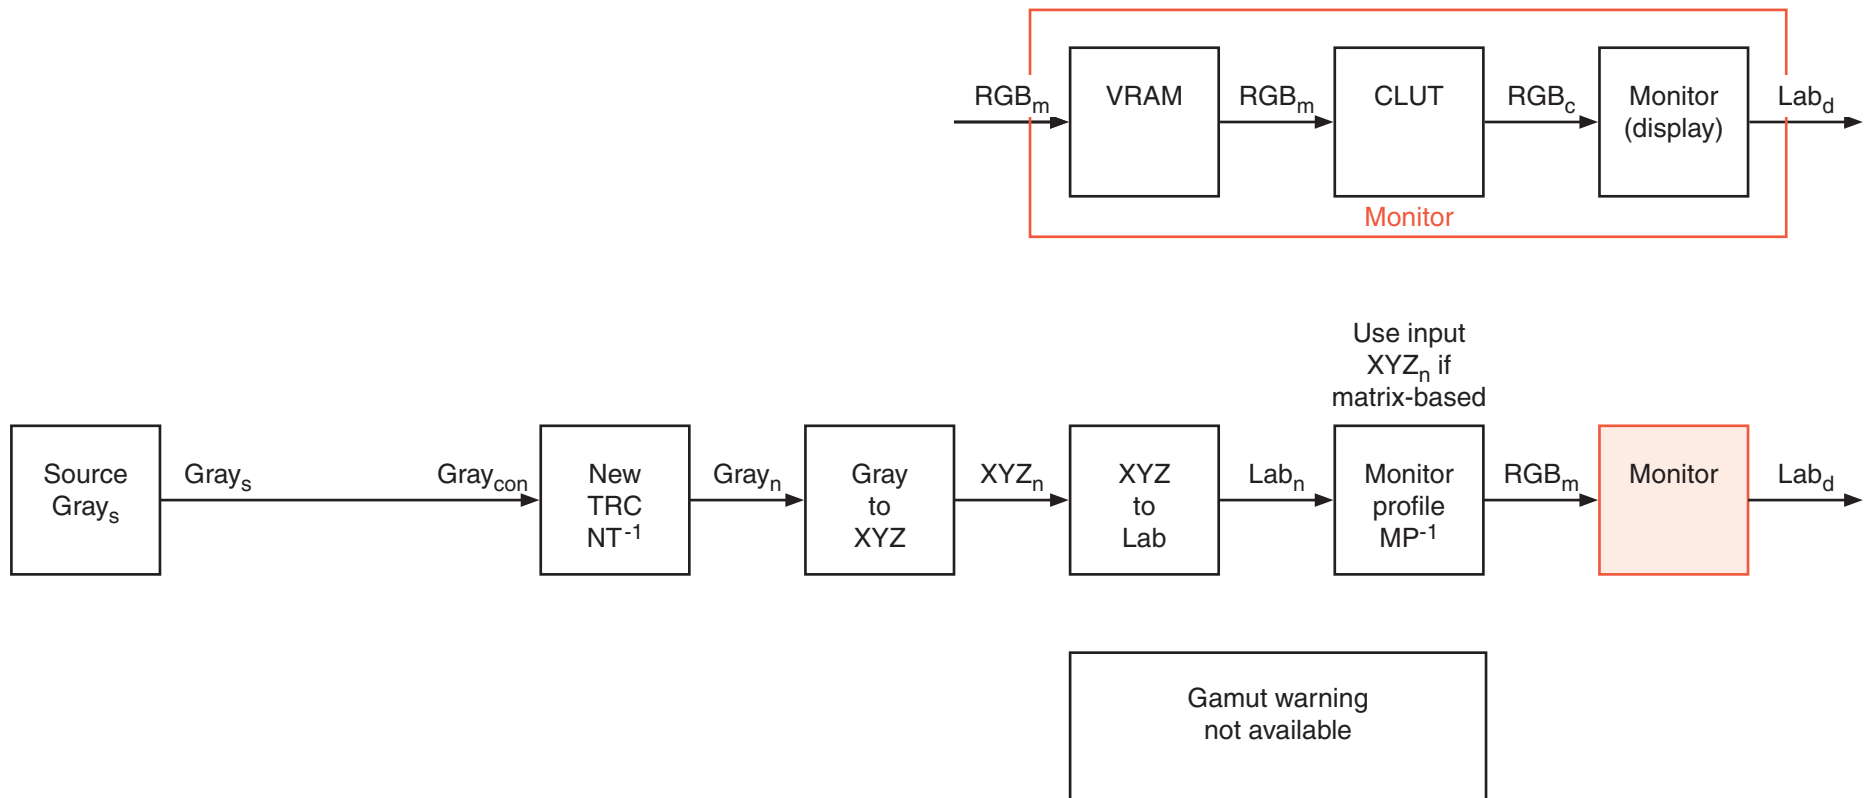 RGBm
VRAM
RGBm
CLUT
RGBc
Monitor
(display)
Labd
Monitor
Use input
XYZn if
matrix-based
Source
Grays
Grays
Graycon
New
TRC
NT-1
Grayn
Gray
to
XYZ
XYZn
XYZ
to
Lab
Labn
Monitor
profile
MP-1
RGBm
Monitor
Labd
Gamut warning
not available